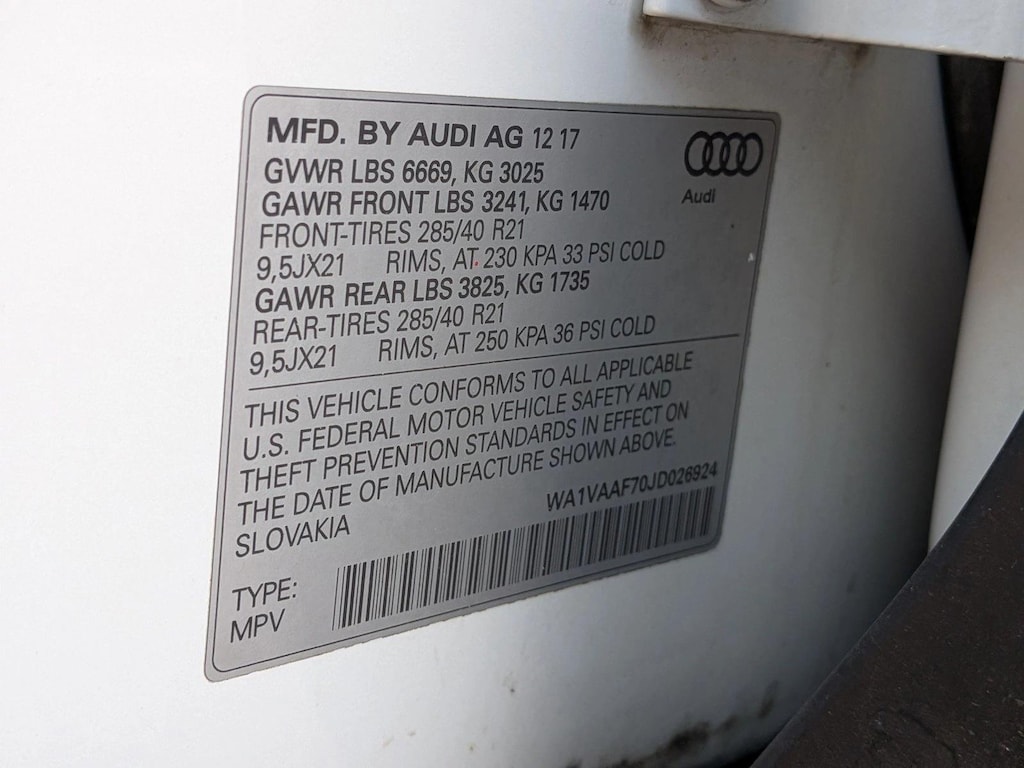 MFD. BY AUDI AG 12 17
GVWR LBS 6669, KG 3025
GAWR FRONT LBS 3241, KG 1470
FRONT-TIRES 285/40 R21
9,5JX21 RIMS, AT 230 KPA 33 PSI COLD
GAWR REAR LBS 3825, KG 1735
REAR-TIRES 285/40 R21
9,5JX21 RIMS, AT 250 KPA 36 PSI COLD
Audi
THIS VEHICLE CONFORMS TO ALL APPLICABLE
U.S. FEDERAL MOTOR VEHICLE SAFETY AND
THEFT PREVENTION STANDARDS IN EFFECT ON
THE DATE OF MANUFACTURE SHOWN ABOVE.
SLOVAKIA
WA1VAAF70JD026924
TYPE:
MPV